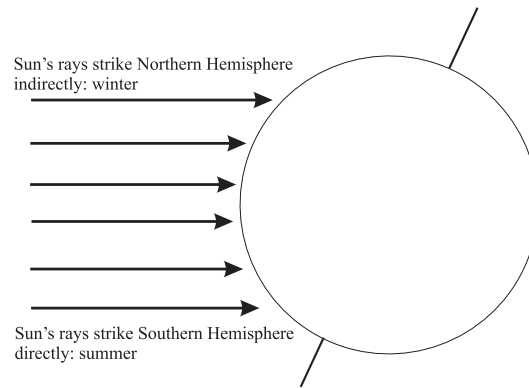 Sun's rays strike Northern Hemisphere
indirectly: winter
Sun's rays strike Southern Hemisphere
directly: summer